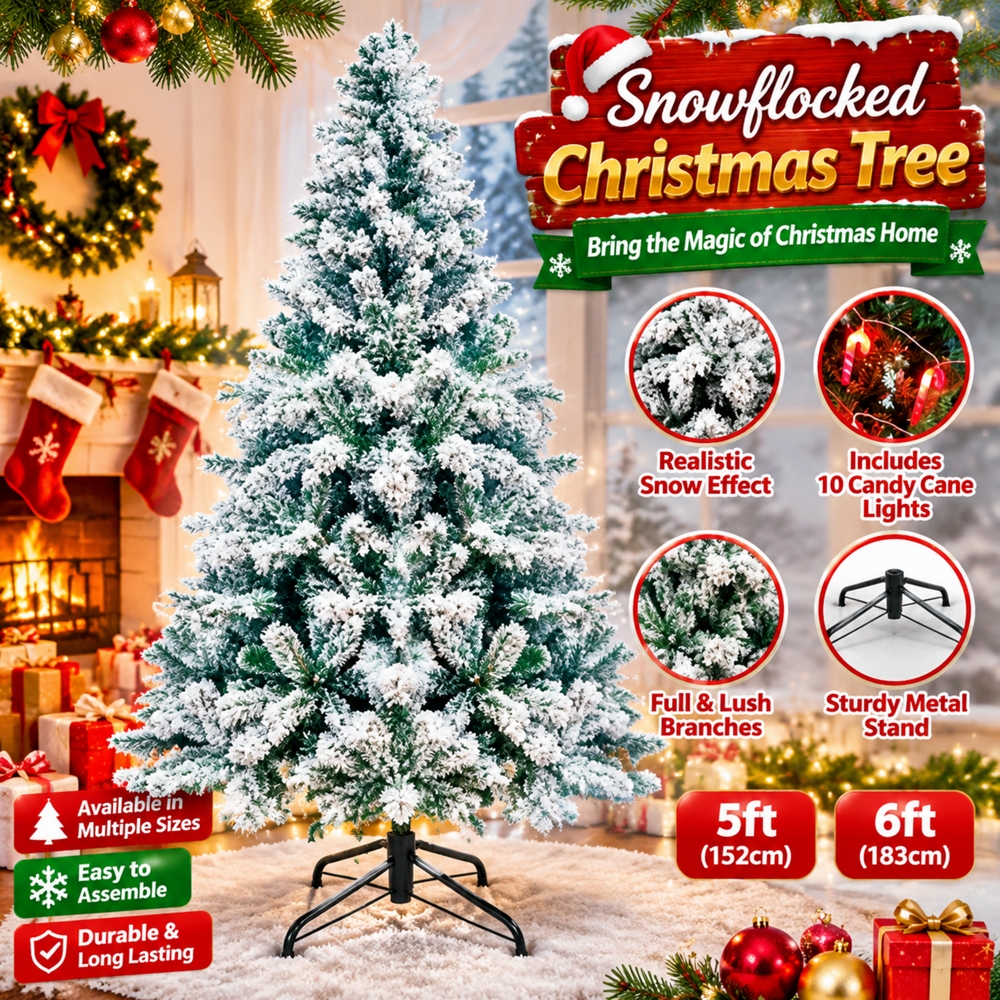 Snowflocked
Christmas Tree
Bring the Magic of Christmas Home
Realistic
Snow Effect
Includes
10 Candy Cane
Lights
Full & Lush
Branches
Sturdy Metal
Stand
Available in
Multiple Sizes
Easy to
Assemble
Durable &
Long Lasting
5ft
(152cm)
6ft
(183cm)